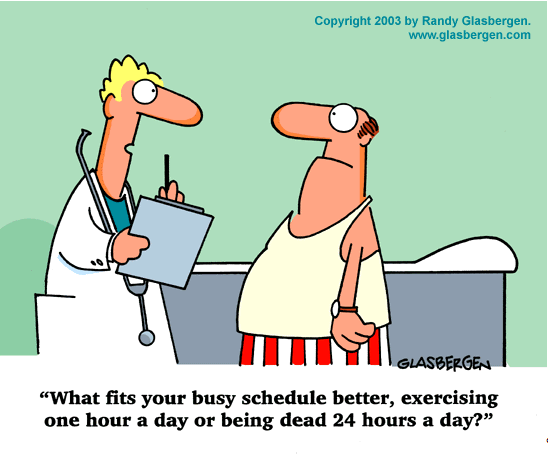 Copyright 2003 by Randy Glasbergen.
www.glasbergen.com
GLASBERGEN
“What fits your busy schedule better, exercising
one hour a day or being dead 24 hours a day?”